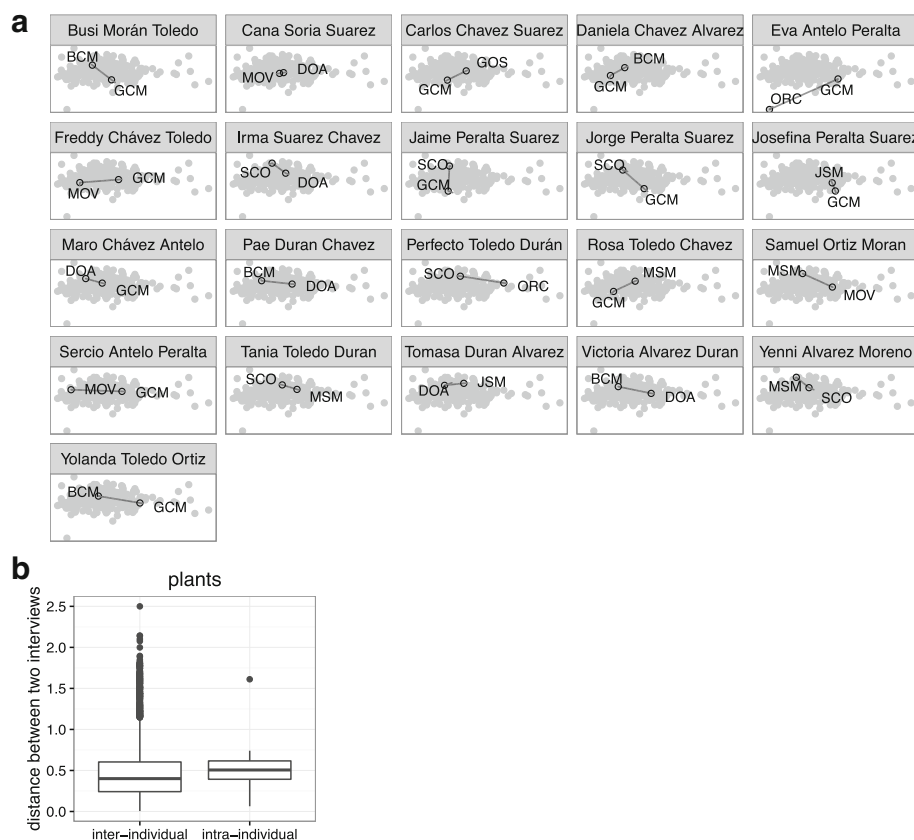 a
Busi Morán Toledo
BCM
GCM
Cana Soria Suarez
MOV
DOA
Carlos Chavez Suarez
GOS
GCM
Daniela Chavez Alvarez
BCM
GCM
Eva Antelo Peralta
ORC
GCM
Freddy Chávez Toledo
MOV
GCM
Irma Suarez Chavez
SCO
DOA
Jaime Peralta Suarez
SCO
GCM
Jorge Peralta Suarez
SCO
GCM
Josefina Peralta Suarez
JSM
GCM
Maro Chávez Antelo
DOA
GCM
Pae Duran Chavez
BCM
DOA
Perfecto Toledo Durán
SCO
ORC
Rosa Toledo Chavez
MSM
GCM
Samuel Ortiz Moran
MSM
MOV
Sercio Antelo Peralta
MOV
GCM
Tania Toledo Duran
SCO
MSM
Tomasa Duran Alvarez
DOA
JSM
Victoria Alvarez Duran
BCM
DOA
Yenni Alvarez Moreno
MSM
SCO
Yolanda Toledo Ortiz
BCM
GCM
b
plants
distance between two interviews
2.5
2.0
1.5
1.0
0.5
0.0
inter−individual
intra−individual